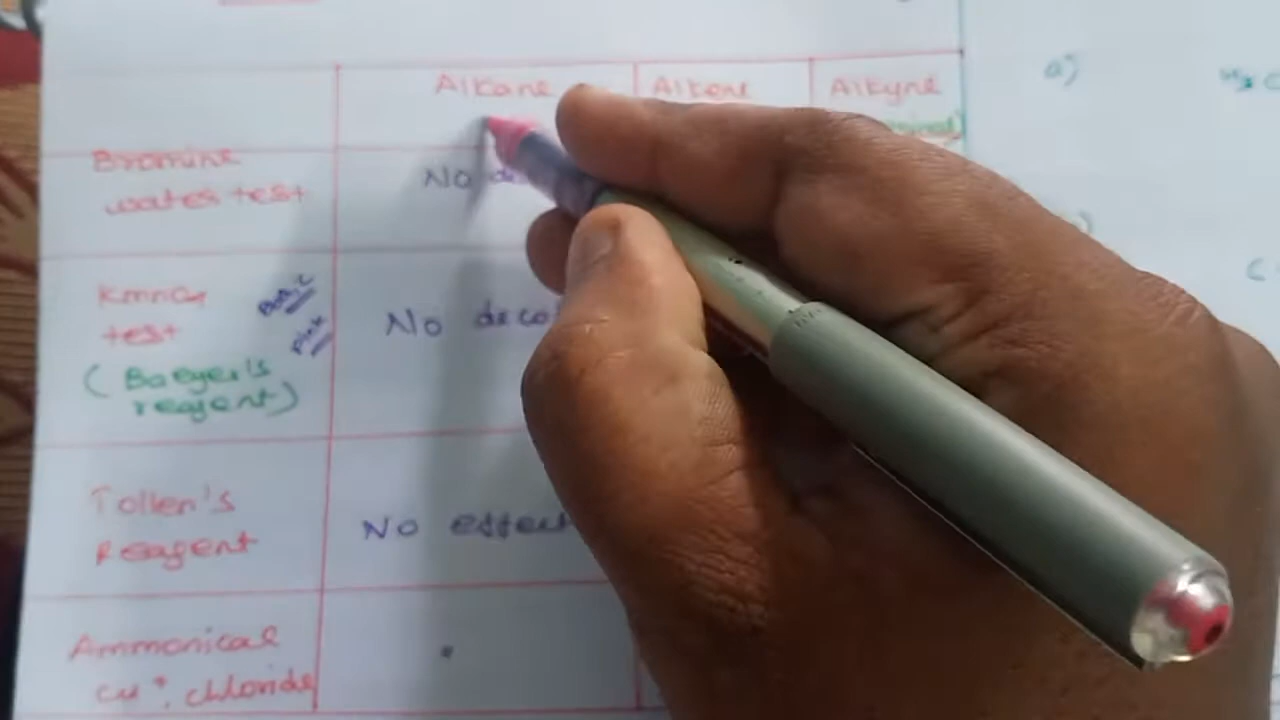 Alkane Alkene Alkyne
Bromine
water test
No
KMnO4
test
Basic
Pink
(Baeyer's
reagent)
No deco
Tollen's
Reagent
No effect
Ammonical
cu+. chloride
a)